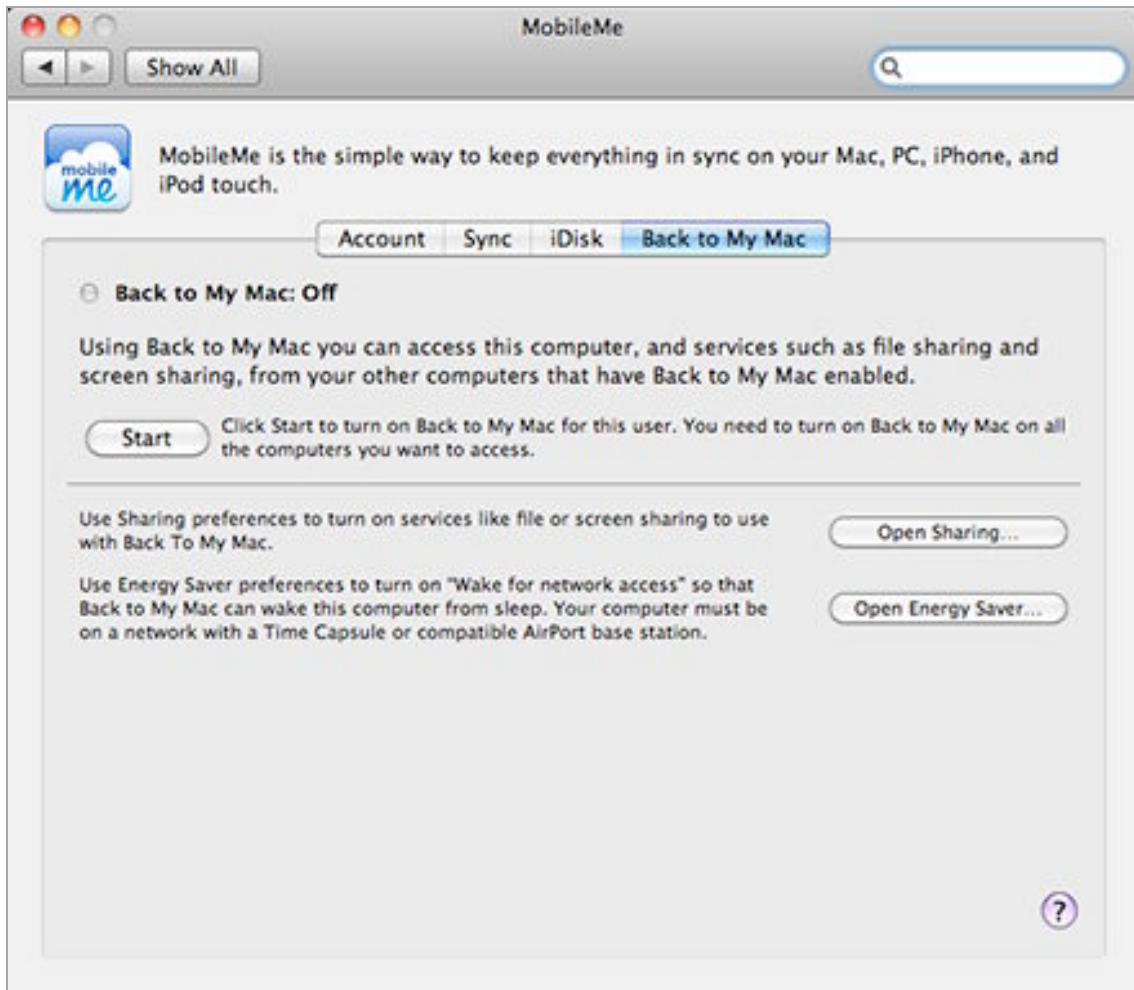 MobileMe
Show All
mobile
me
MobileMe is the simple way to keep everything in sync on your Mac, PC, iPhone, and
iPod touch.
Account Sync iDisk Back to My Mac
Back to My Mac: Off
Using Back to My Mac you can access this computer, and services such as file sharing and
screen sharing, from your other computers that have Back to My Mac enabled.
Start
Click Start to turn on Back to My Mac for this user. You need to turn on Back to My Mac on all
the computers you want to access.
Use Sharing preferences to turn on services like file or screen sharing to use
with Back To My Mac.
Open Sharing...
Use Energy Saver preferences to turn on "Wake for network access" so that
Back to My Mac can wake this computer from sleep. Your computer must be
on a network with a Time Capsule or compatible AirPort base station.
Open Energy Saver...
?